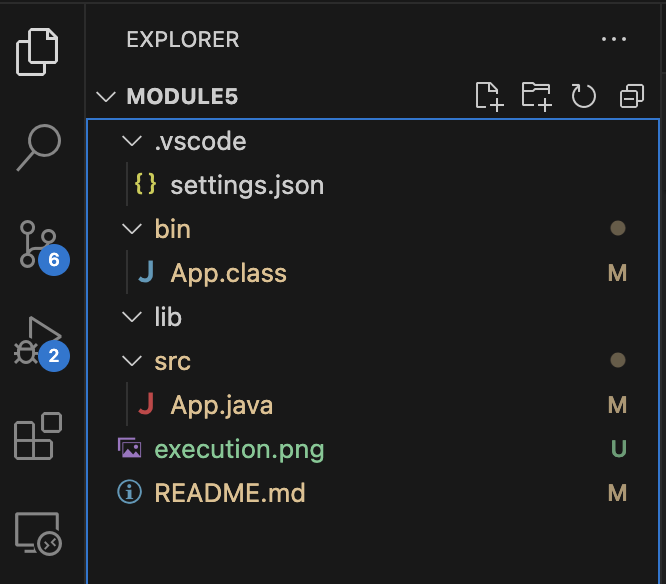 EXPLORER
MODULE5
.vscode
{} settings.json
bin
J App.class M
lib
src
J App.java M
execution.png U
README.md M
6
2